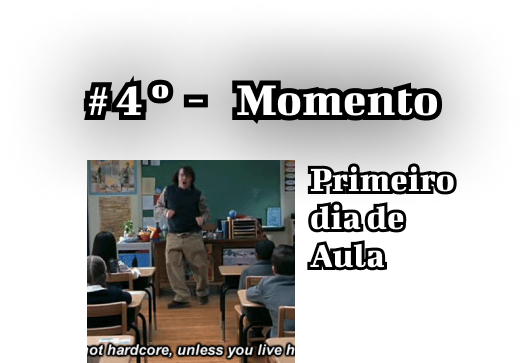 #4º - Momento
Primeiro
dia de
Aula
not hardcore, unless you live h